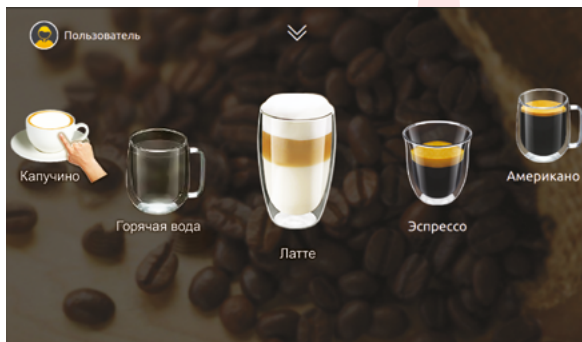 Пользователь
Капучино
Горячая вода
Латте
Эспрессо
Американо